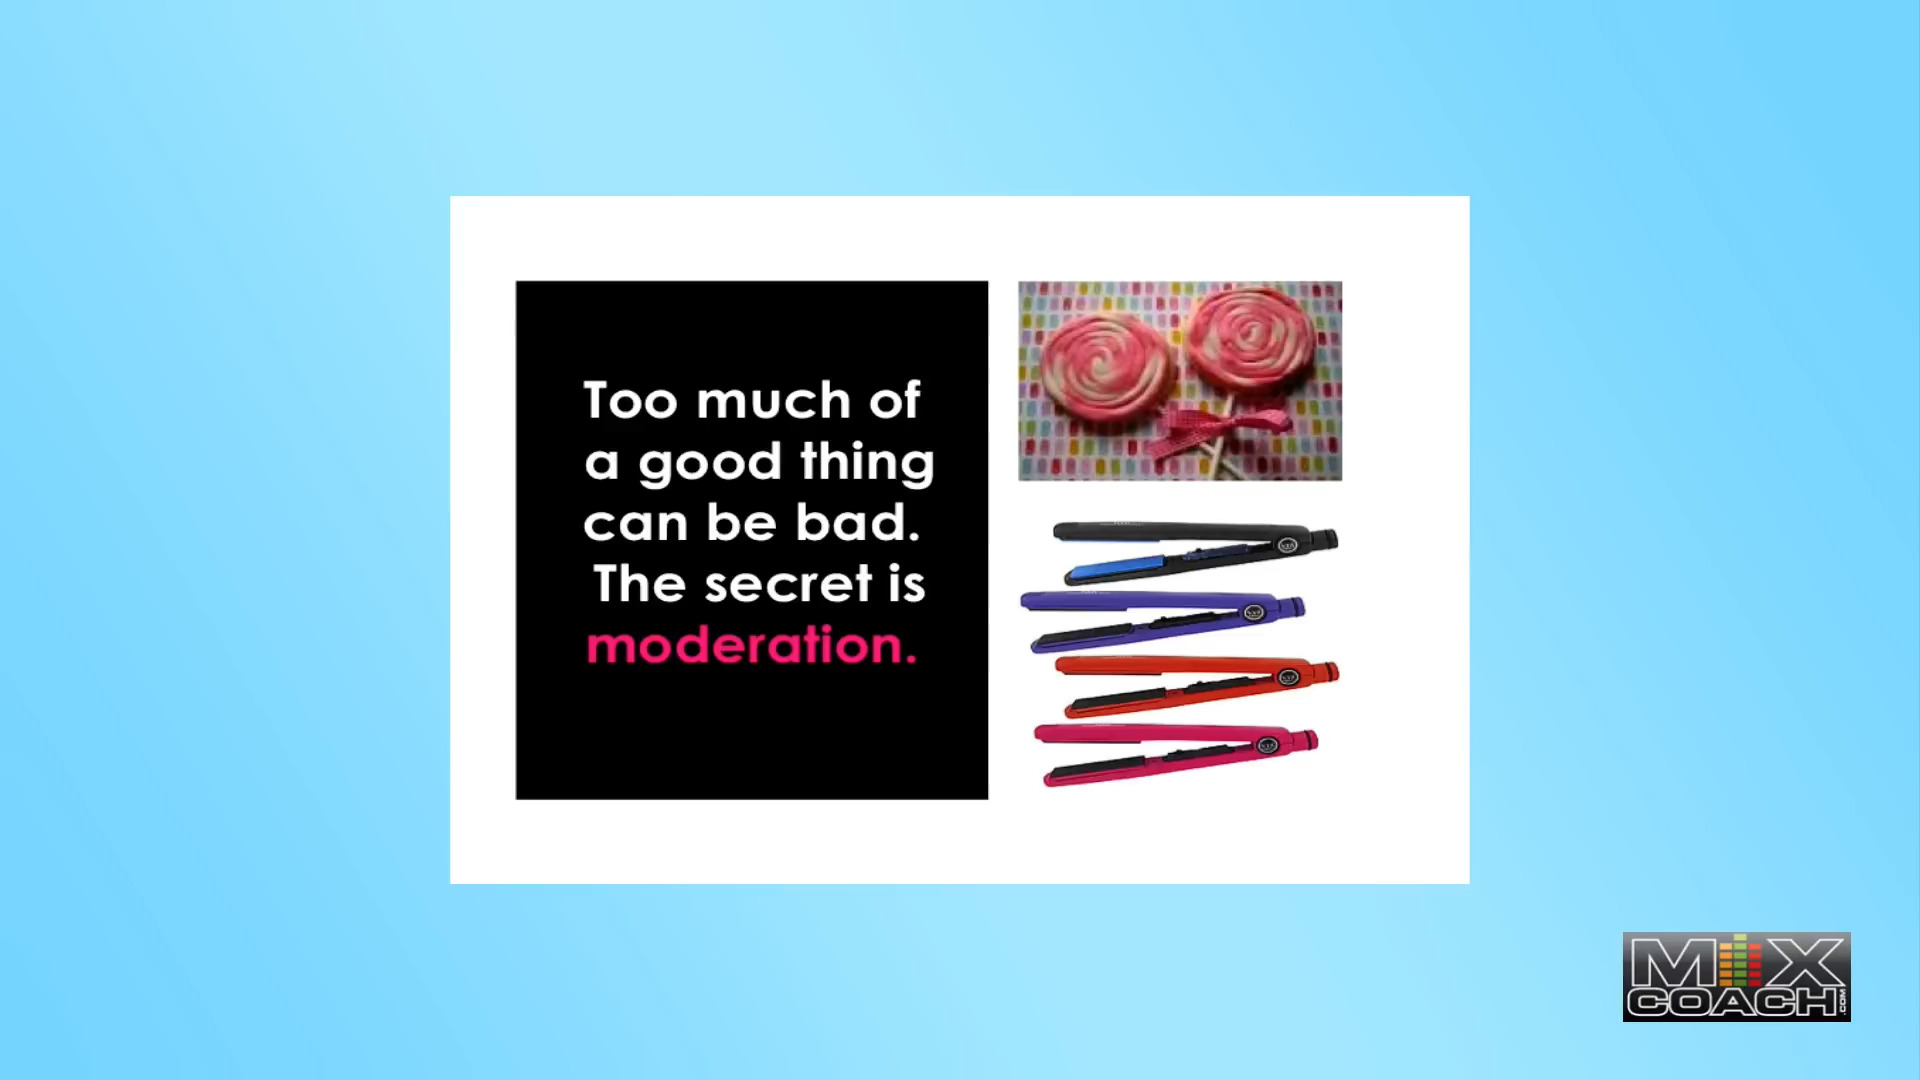 Too much of
a good thing
can be bad.
The secret is
moderation.
MIX
COACH.COM